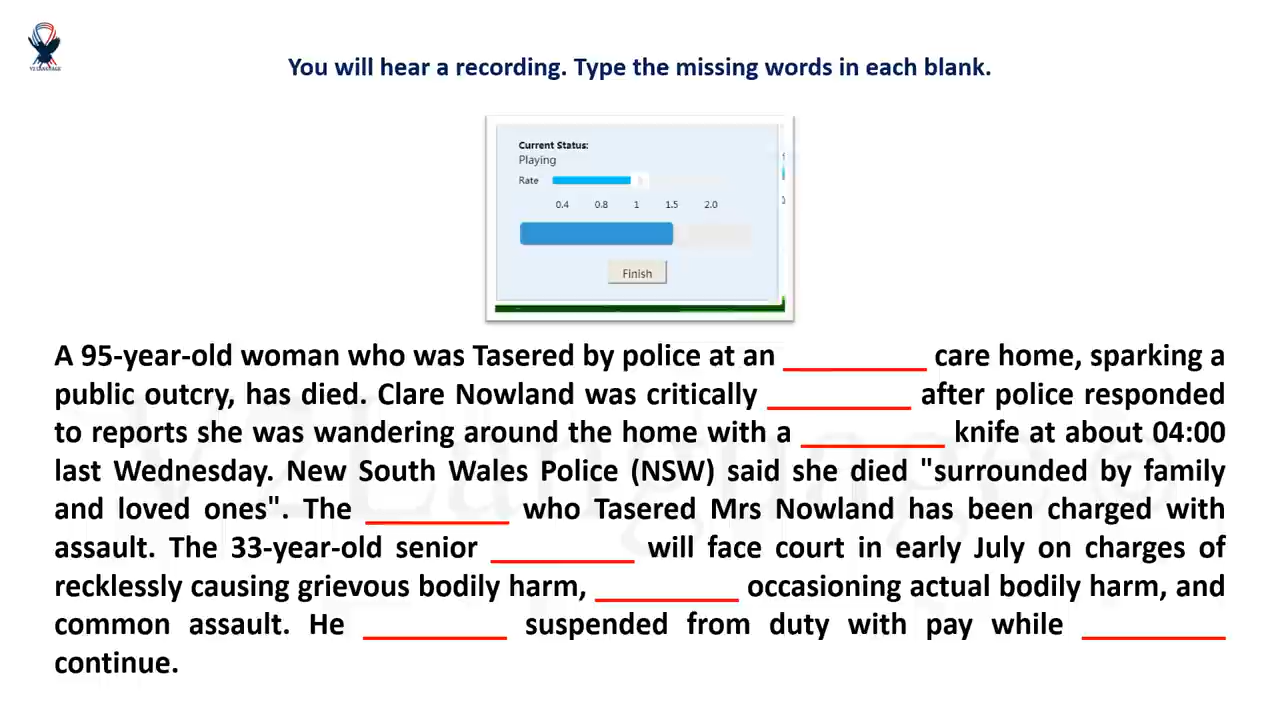 V2 LANGUAGE
You will hear a recording. Type the missing words in each blank.
Current Status:
Playing
Rate
0.4 0.8 1 1.5 2.0
Finish
A 95-year-old woman who was Tasered by police at an __________ care home, sparking a
public outcry, has died. Clare Nowland was critically __________ after police responded
to reports she was wandering around the home with a __________ knife at about 04:00
last Wednesday. New South Wales Police (NSW) said she died "surrounded by family
and loved ones". The __________ who Tasered Mrs Nowland has been charged with
assault. The 33-year-old senior __________ will face court in early July on charges of
recklessly causing grievous bodily harm, __________ occasioning actual bodily harm, and
common assault. He __________ suspended from duty with pay while __________
continue.